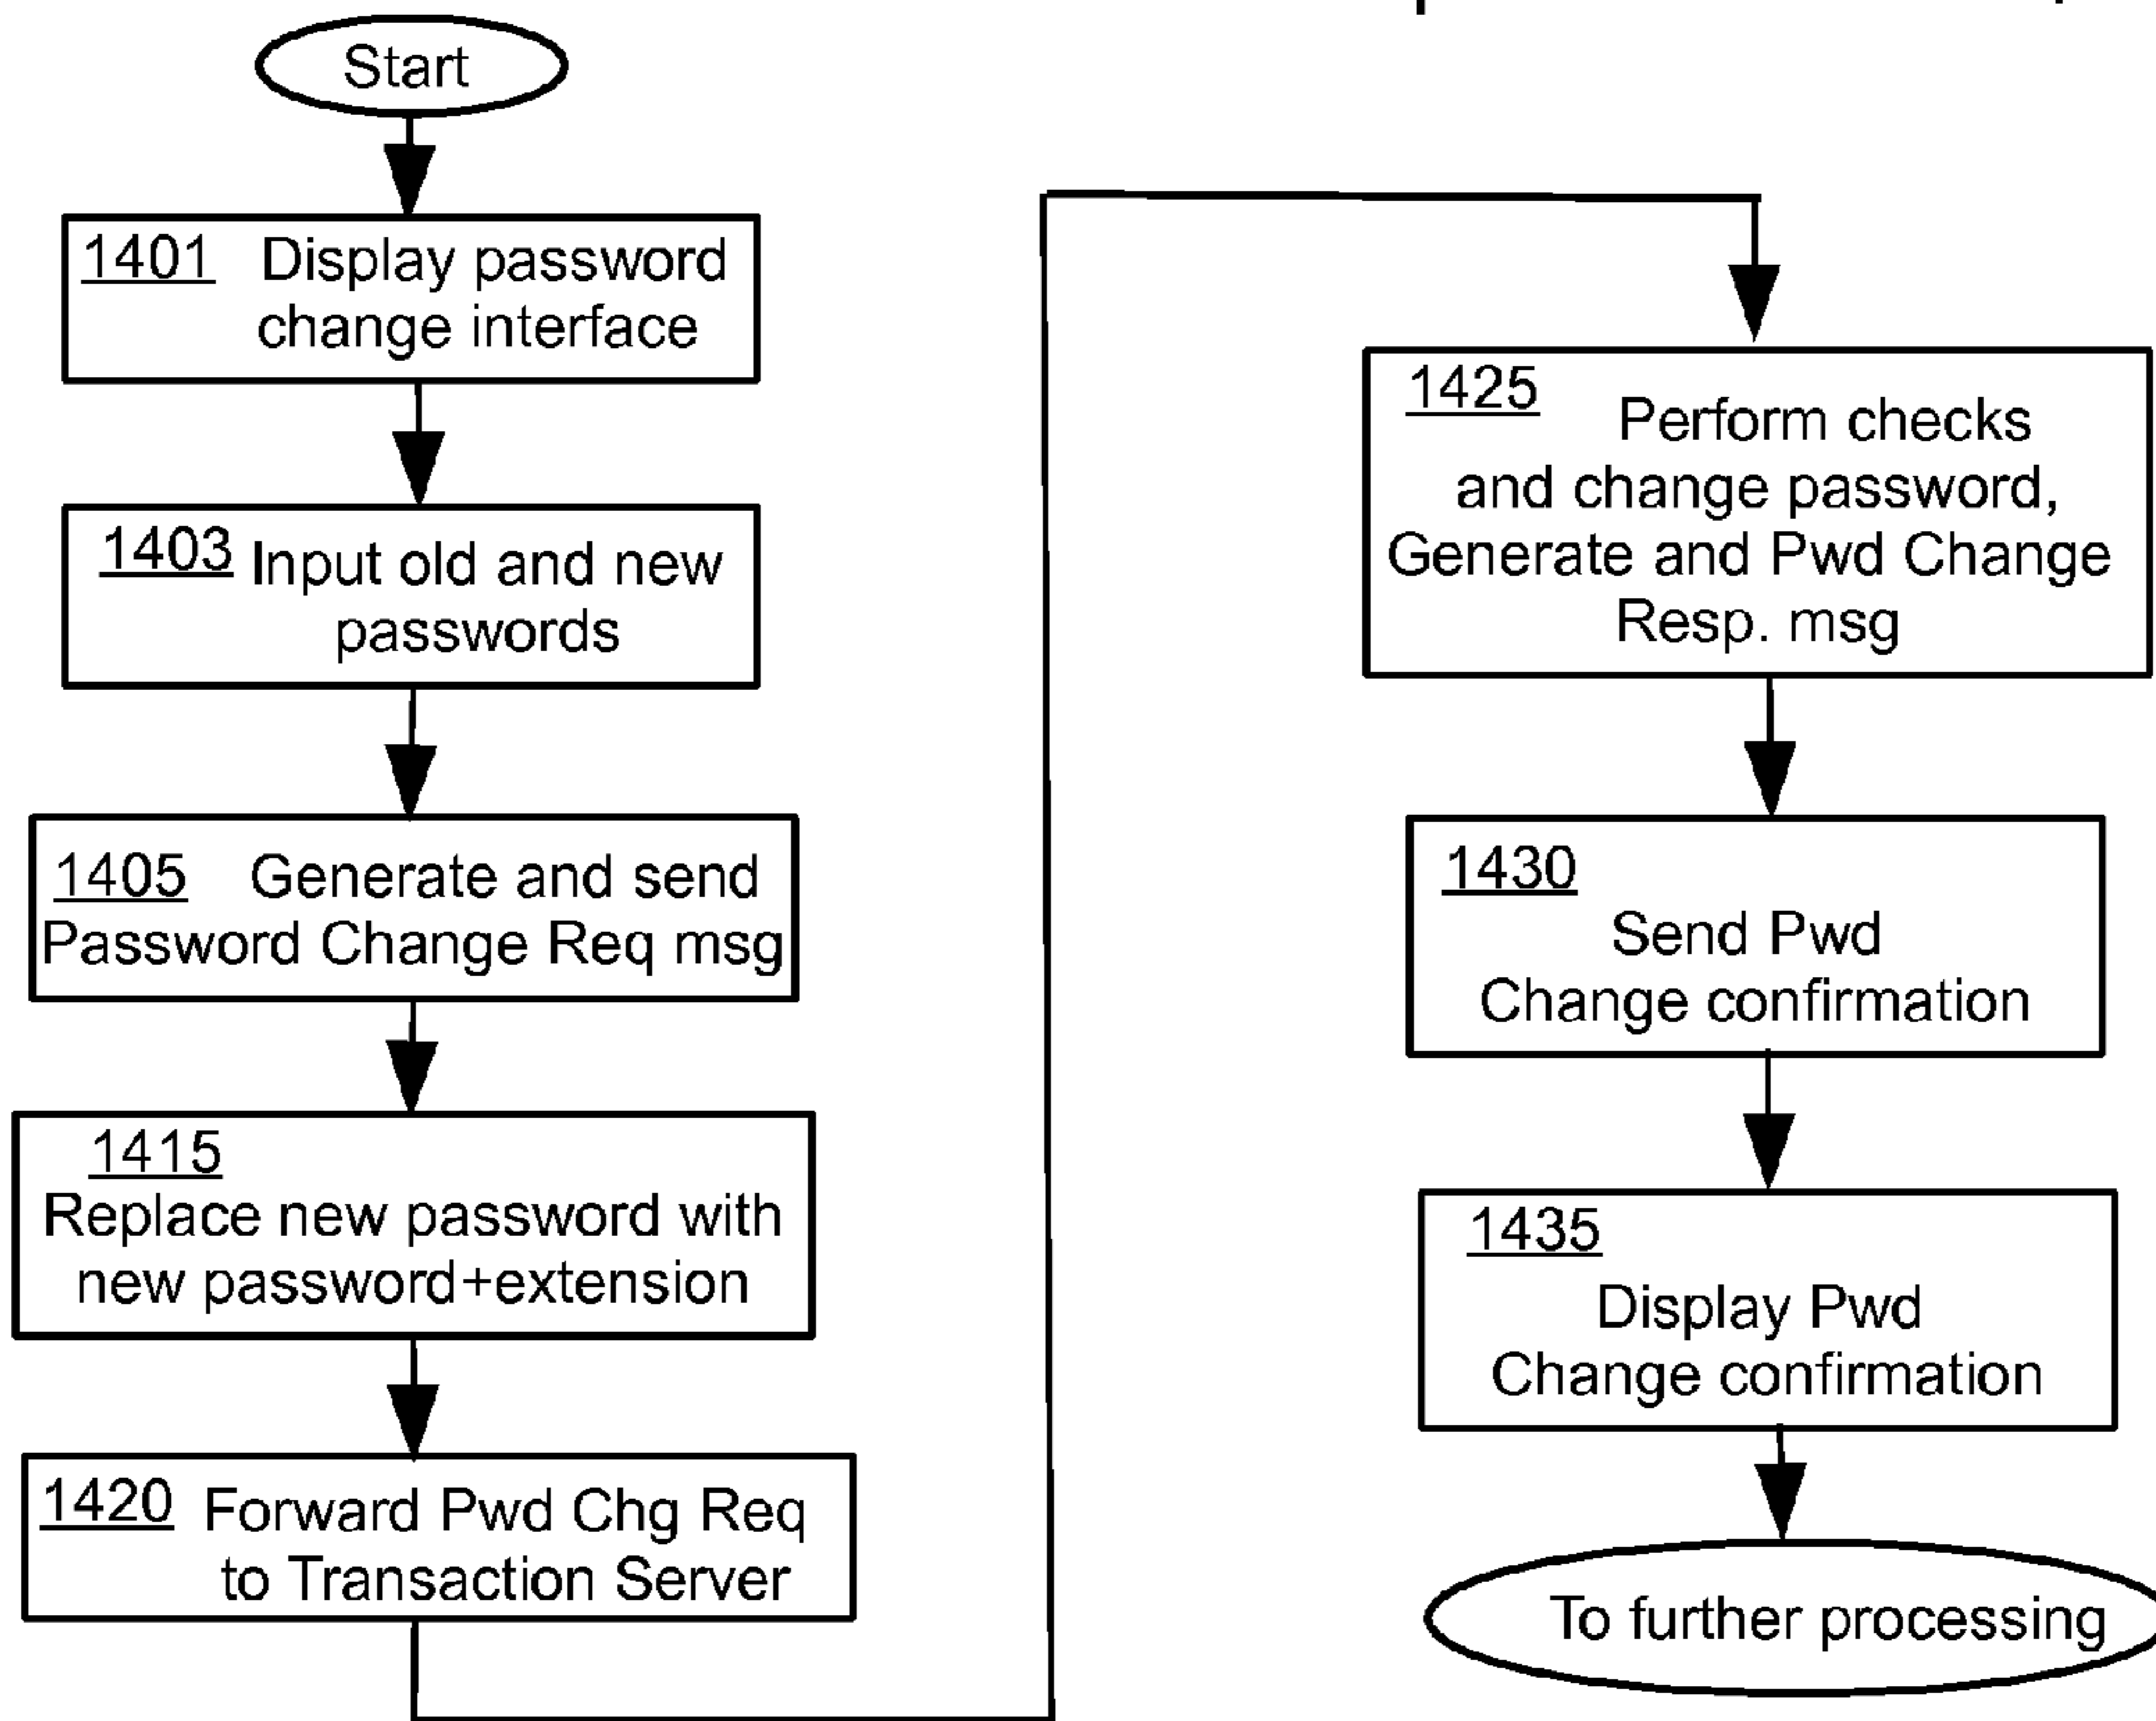 Start
1401 Display password
change interface
1403 Input old and new
passwords
1405 Generate and send
Password Change Req msg
1415
Replace new password with
new password+extension
1420 Forward Pwd Chg Req
to Transaction Server
1425
Perform checks
and change password,
Generate and Pwd Change
Resp. msg
1430
Send Pwd
Change confirmation
1435
Display Pwd
Change confirmation
To further processing